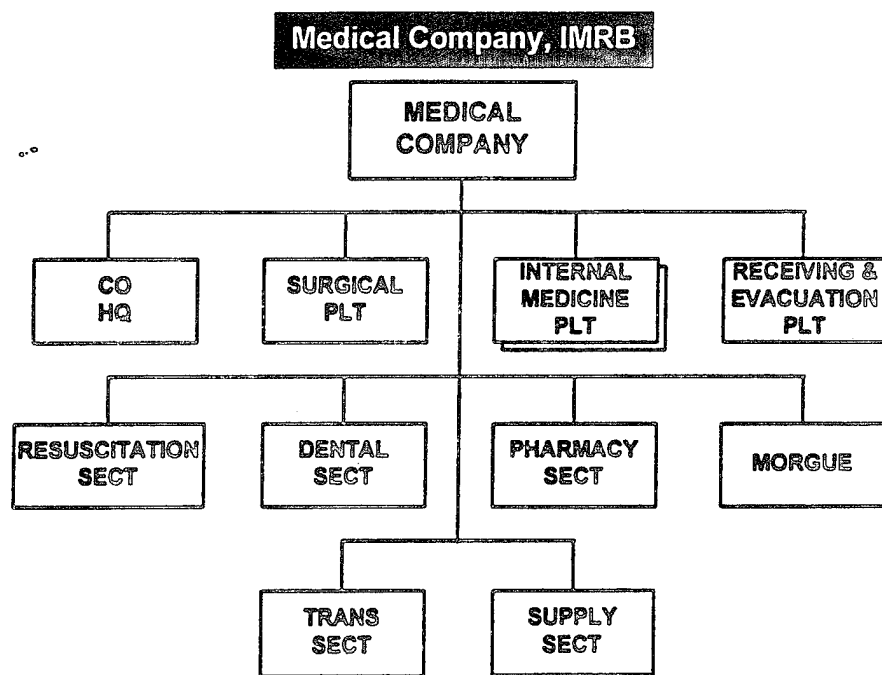 Medical Company, IMRB
MEDICAL
COMPANY
CO
HQ
SURGICAL
PLT
INTERNAL
MEDICINE
PLT
RECEIVING &
EVACUATION
PLT
RESUSCITATION
SECT
DENTAL
SECT
PHARMACY
SECT
MORGUE
TRANS
SECT
SUPPLY
SECT